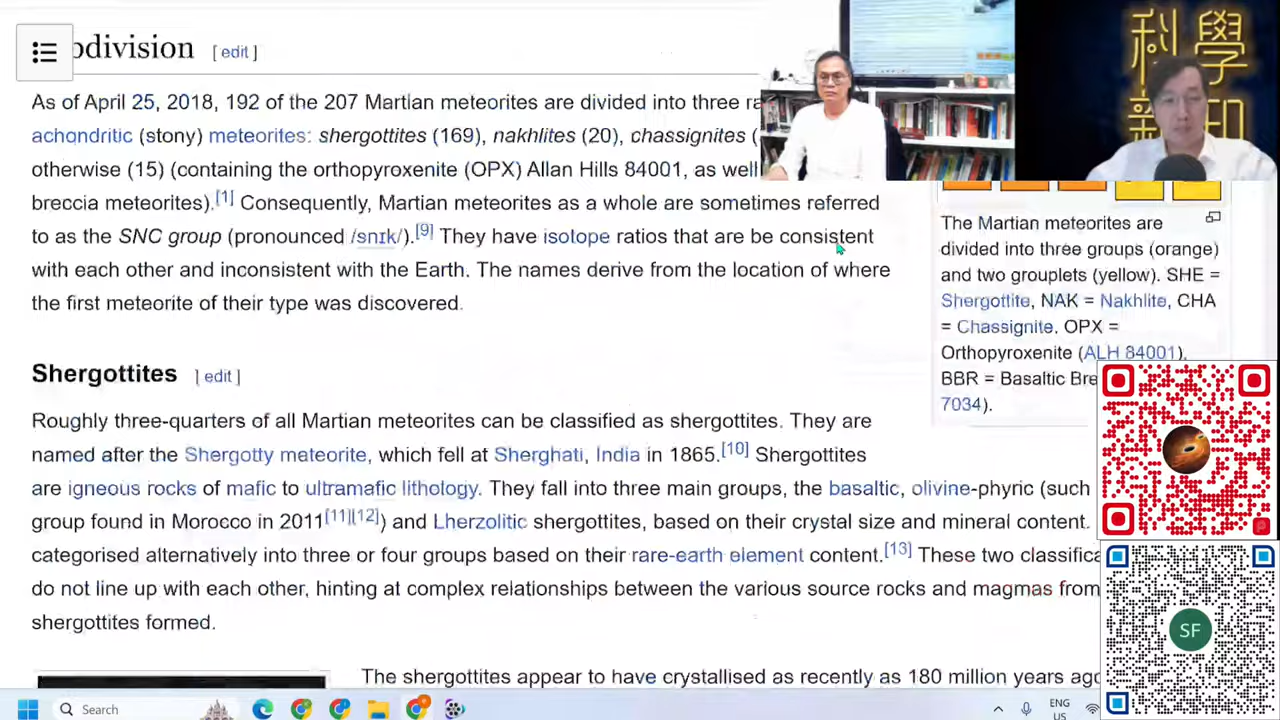 odivision [ edit ]
As of April 25, 2018, 192 of the 207 Martian meteorites are divided into three
achondritic (stony) meteorites: shergottites (169), nakhlites (20), chassignites (
otherwise (15) (containing the orthopyroxenite (OPX) Allan Hills 84001, as well
breccia meteorites).[1] Consequently, Martian meteorites as a whole are sometimes referred
to as the SNC group (pronounced /snɪk/).[9] They have isotope ratios that are be consistent
with each other and inconsistent with the Earth. The names derive from the location of where
the first meteorite of their type was discovered.
Shergottites [ edit ]
Roughly three-quarters of all Martian meteorites can be classified as shergottites. They are
named after the Shergotty meteorite, which fell at Sherghati, India in 1865.[10] Shergottites
are igneous rocks of mafic to ultramafic lithology. They fall into three main groups, the basaltic, olivine-phyric (such
group found in Morocco in 2011[11][12]) and Lherzolitic shergottites, based on their crystal size and mineral content.
categorised alternatively into three or four groups based on their rare-earth element content.[13] These two classifica
do not line up with each other, hinting at complex relationships between the various source rocks and magmas from
shergottites formed.
The shergottites appear to have crystallised as recently as 180 million years ago
科學
新知
The Martian meteorites are
divided into three groups (orange)
and two grouplets (yellow). SHE =
Shergottite, NAK = Nakhlite, CHA
= Chassignite, OPX =
Orthopyroxenite (ALH 84001),
BBR = Basaltic Bre
7034).
SF
Search
ENG
US